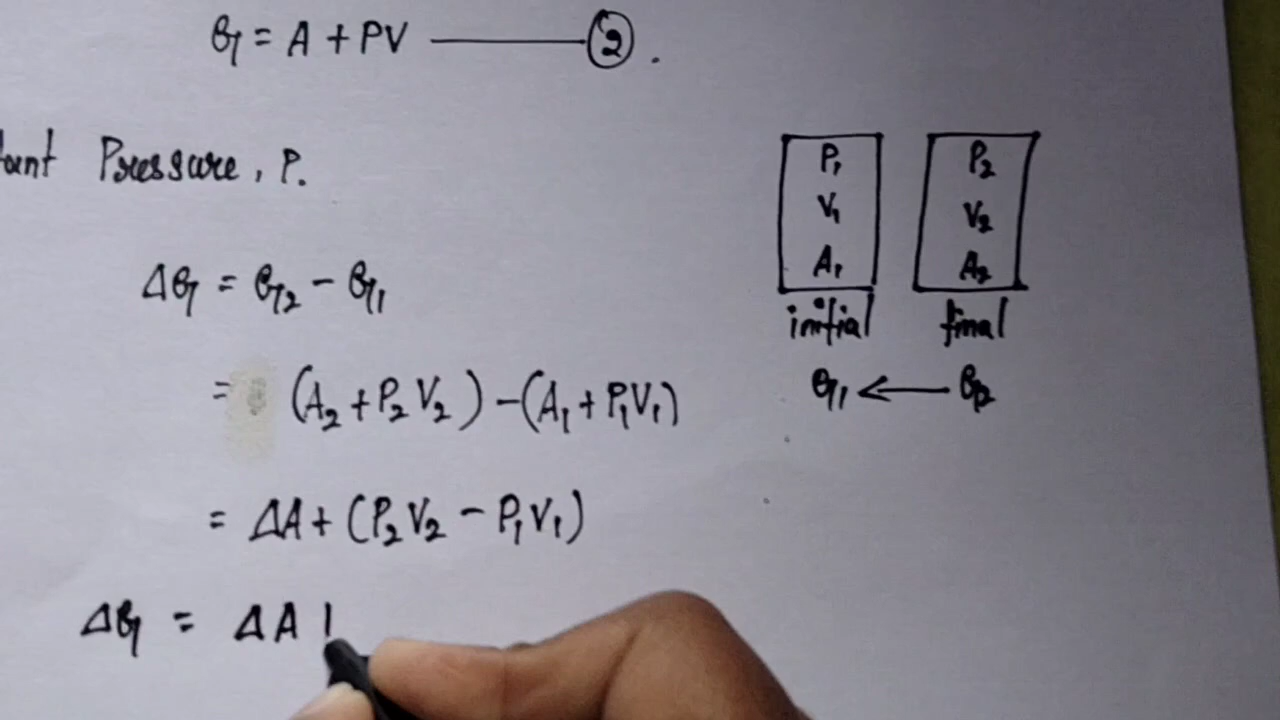 G = A + PV ——— ②.
tant Pressure, P.
ΔG = G₂ - G₁
= (A₂ + P₂V₂) - (A₁ + P₁V₁)
= ΔA + (P₂V₂ - P₁V₁)
ΔG = ΔA
P₁
V₁
A₁
initial
P₂
V₂
A₂
final
G₁ ← G₂